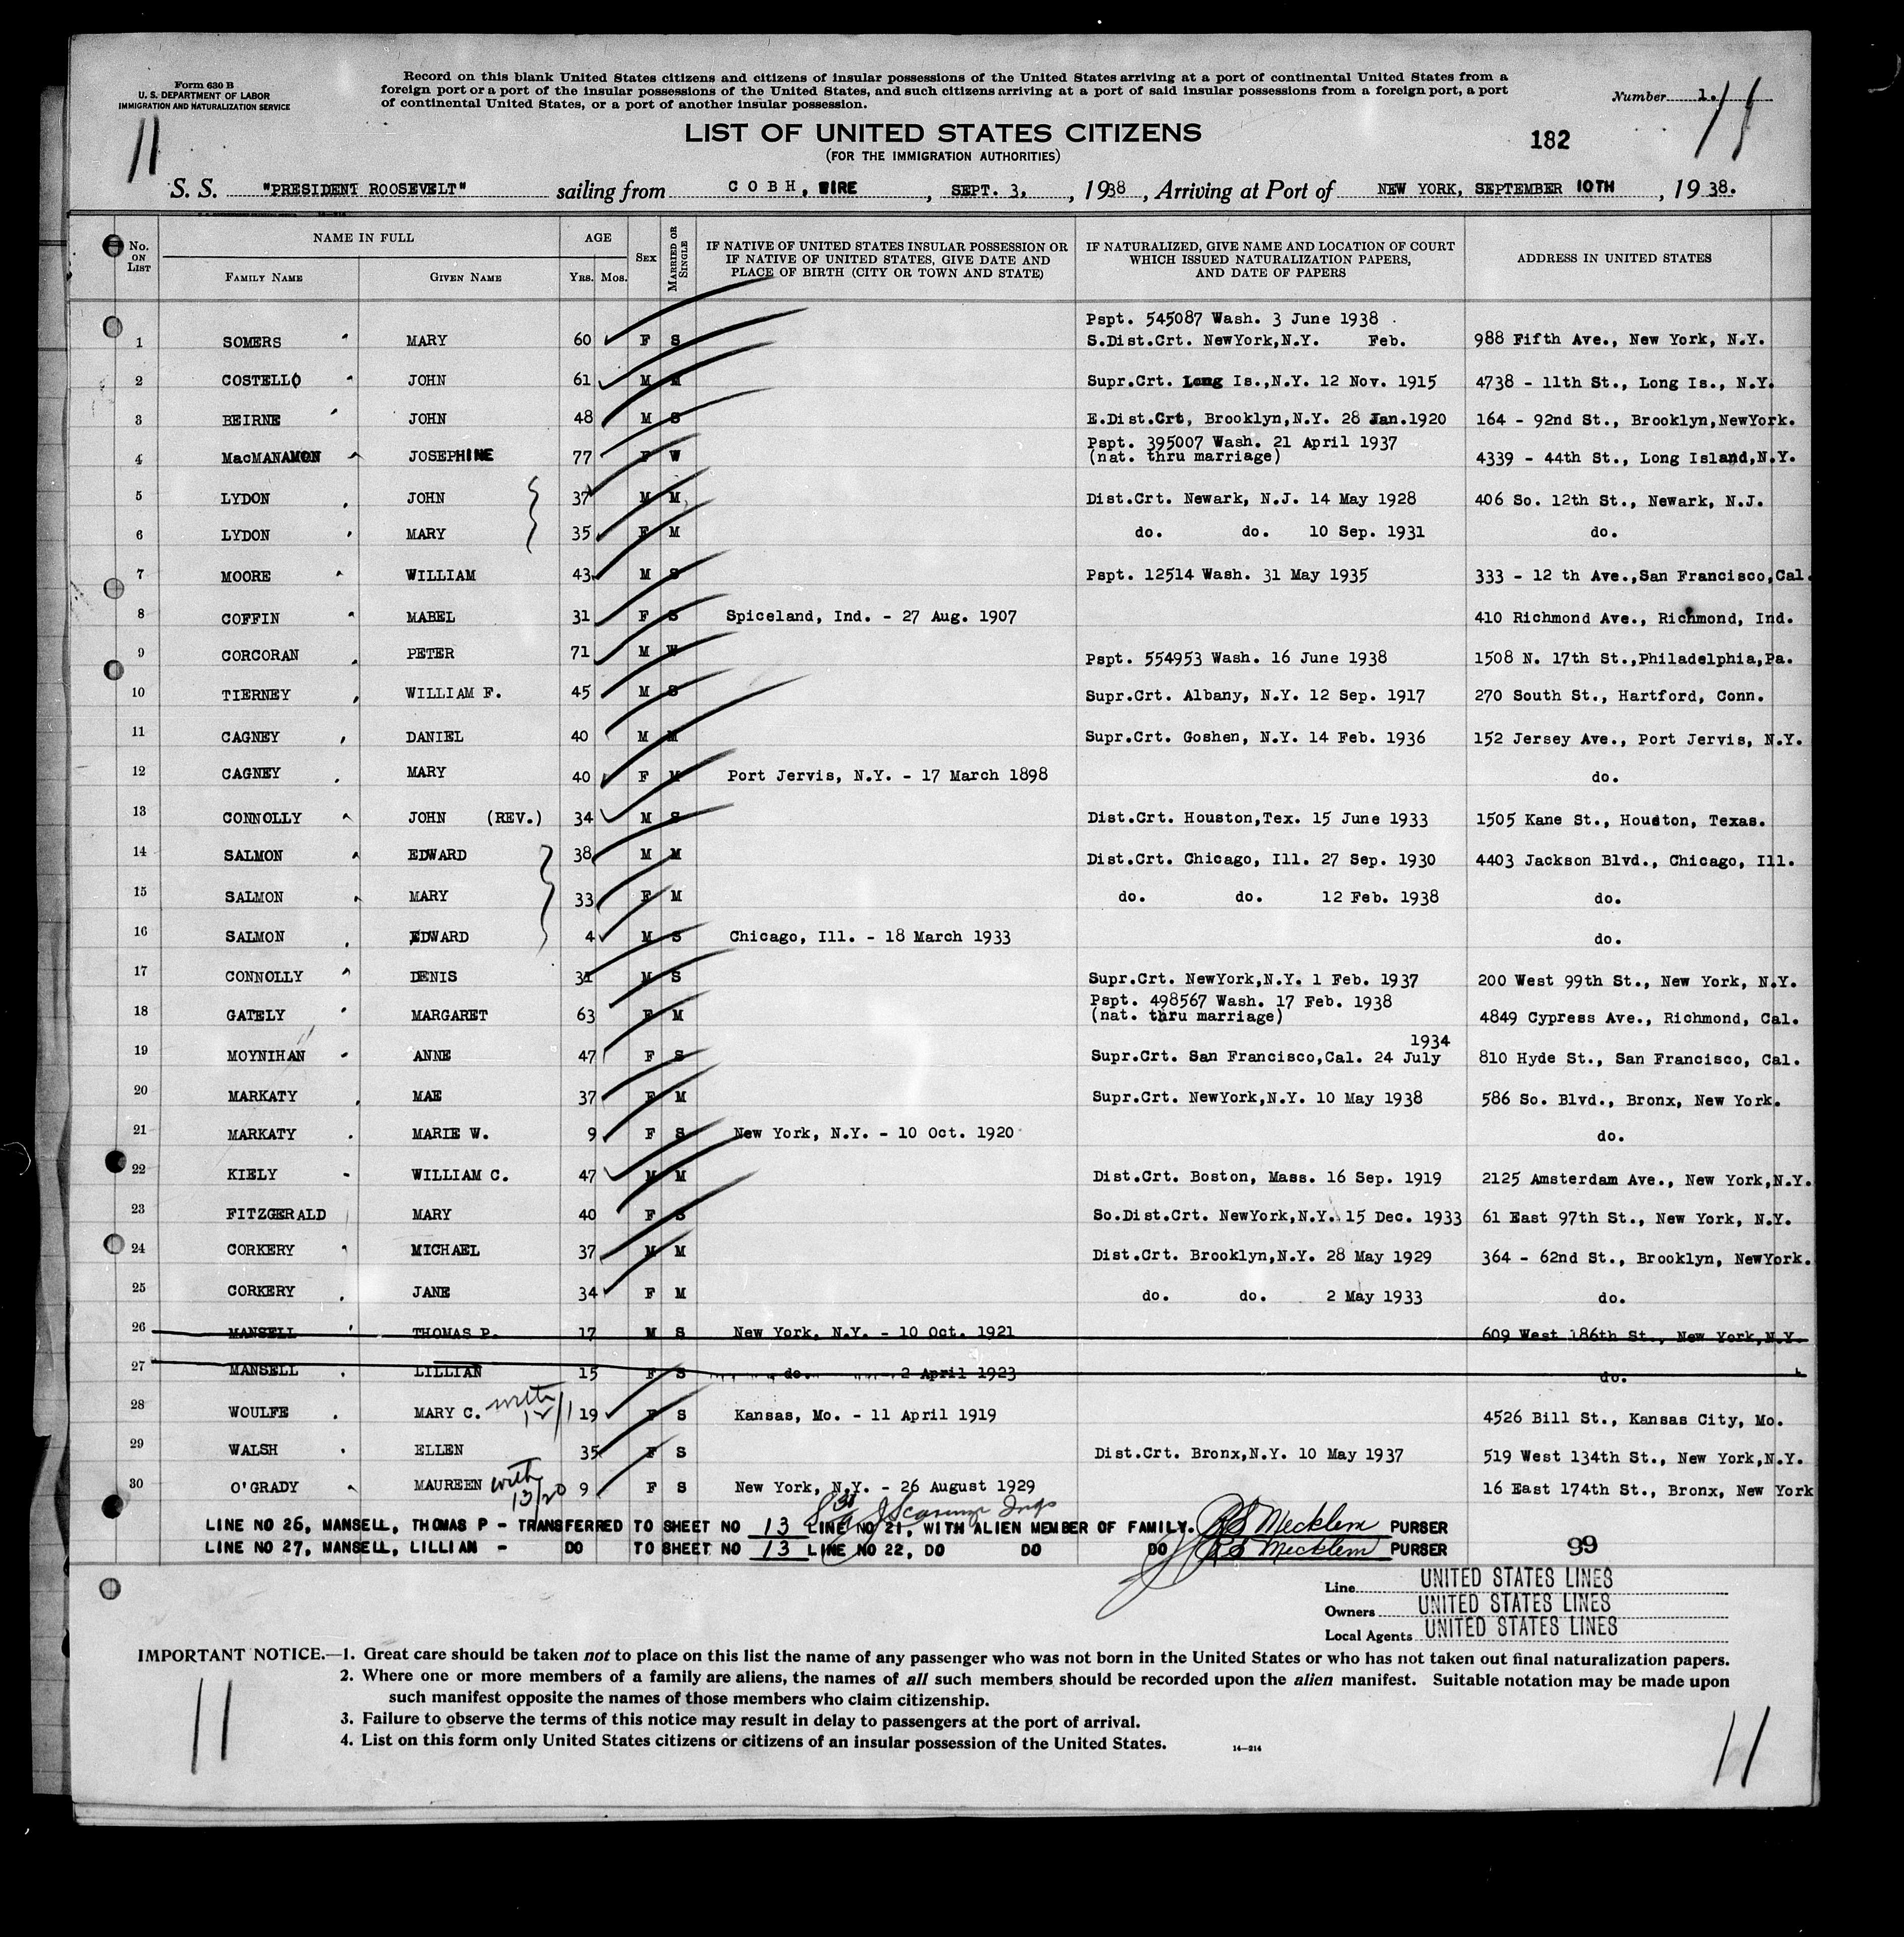 Form 630 B
U. S. DEPARTMENT OF LABOR
IMMIGRATION AND NATURALIZATION SERVICE
Record on this blank United States citizens and citizens of insular possessions of the United States arriving at a port of continental United States from a
foreign port or a port of the insular possessions of the United States, and such citizens arriving at a port of said insular possessions from a foreign port, a port
of continental United States, or a port of another insular possession.
Number 1.
11
11
LIST OF UNITED STATES CITIZENS
182
(FOR THE IMMIGRATION AUTHORITIES)
S. S. "PRESIDENT ROOSEVELT" sailing from COBH, EIRE, SEPT. 3, 1938, Arriving at Port of NEW YORK, SEPTEMBER 10TH, 1938.
No. ON LIST NAME IN FULL FAMILY NAME GIVEN NAME AGE YRS. MOS. SEX MARRIED OR SINGLE IF NATIVE OF UNITED STATES INSULAR POSSESSION OR IF NATIVE OF UNITED STATES, GIVE DATE AND PLACE OF BIRTH (CITY OR TOWN AND STATE) IF NATURALIZED, GIVE NAME AND LOCATION OF COURT WHICH ISSUED NATURALIZATION PAPERS, AND DATE OF PAPERS ADDRESS IN UNITED STATES
Pspt. 545087 Wash. 3 June 1938
1 SOMERS MARY 60 F S S.Dist.Crt. NewYork,N.Y. Feb. 988 Fifth Ave., New York, N.Y.
2 COSTELLO JOHN 61 M M Supr.Crt. Long Is.,N.Y. 12 Nov. 1915 4738 - 11th St., Long Is., N.Y.
3 BEIRNE JOHN 48 M S E.Dist.Crt, Brooklyn,N.Y. 28 Jan.1920 164 - 92nd St., Brooklyn,NewYork.
Pspt. 395007 Wash. 21 April 1937
4 MacMANAMON JOSEPHINE 77 F W (nat. thru marriage) 4339 - 44th St., Long Island,N.Y.
5 LYDON JOHN 37 M M Dist.Crt. Newark, N.J. 14 May 1928 406 So. 12th St., Newark, N.J.
6 LYDON MARY 35 F M do. do. 10 Sep. 1931 do.
7 MOORE WILLIAM 43 M S Pspt. 12514 Wash. 31 May 1935 333 - 12 th Ave.,San Francisco,Cal.
8 COFFIN MABEL 31 F S Spiceland, Ind. - 27 Aug. 1907 410 Richmond Ave., Richmond, Ind.
9 CORCORAN PETER 71 M W Pspt. 554953 Wash. 16 June 1938 1508 N. 17th St.,Philadelphia,Pa.
10 TIERNEY WILLIAM F. 45 M S Supr.Crt. Albany, N.Y. 12 Sep. 1917 270 South St., Hartford, Conn.
11 CAGNEY DANIEL 40 M M Supr.Crt. Goshen, N.Y. 14 Feb. 1936 152 Jersey Ave., Port Jervis, N.Y.
12 CAGNEY MARY 40 F M Port Jervis, N.Y. - 17 March 1898 do.
13 CONNOLLY JOHN (REV.) 34 M S Dist.Crt. Houston,Tex. 15 June 1933 1505 Kane St., Houston, Texas.
14 SALMON EDWARD 38 M M Dist.Crt. Chicago, Ill. 27 Sep. 1930 4403 Jackson Blvd., Chicago, Ill.
15 SALMON MARY 33 F M do. do. 12 Feb. 1938 do.
16 SALMON EDWARD 4 M S Chicago, Ill. - 18 March 1933 do.
17 CONNOLLY DENIS 31 M S Supr.Crt. NewYork,N.Y. 1 Feb. 1937 200 West 99th St., New York, N.Y.
Pspt. 498567 Wash. 17 Feb. 1938
18 GATELY MARGARET 63 F M (nat. thru marriage) 4849 Cypress Ave., Richmond, Cal.
1934
19 MOYNIHAN ANNE 47 F S Supr.Crt. San Francisco,Cal. 24 July 810 Hyde St., San Francisco, Cal.
20 MARKATY MAE 37 F M Supr.Crt. NewYork,N.Y. 10 May 1938 586 So. Blvd., Bronx, New York.
21 MARKATY MARIE W. 9 F S New York, N.Y. - 10 Oct. 1920 do.
22 KIELY WILLIAM C. 47 M M Dist.Crt. Boston, Mass. 16 Sep. 1919 2125 Amsterdam Ave., New York,N.Y.
23 FITZGERALD MARY 40 F S So.Dist.Crt. NewYork,N.Y. 15 Dec. 1933 61 East 97th St., New York, N.Y.
24 CORKERY MICHAEL 37 M M Dist.Crt. Brooklyn,N.Y. 28 May 1929 364 - 62nd St., Brooklyn, NewYork.
25 CORKERY JANE 34 F M do. do. 2 May 1933 do.
26 MANSELL THOMAS P. 17 M S New York, N.Y. - 10 Oct. 1921 609 West 186th St., New York,N.Y.
27 MANSELL LILLIAN 15 F S do. 2 April 1923 do.
28 WOULFE MARY C. with 12/1 19 F S Kansas, Mo. - 11 April 1919 4526 Bill St., Kansas City, Mo.
29 WALSH ELLEN 35 F S Dist.Crt. Bronx,N.Y. 10 May 1937 519 West 134th St., New York,N.Y.
30 O'GRADY MAUREEN with 13/20 9 F S New York, N.Y. - 26 August 1929 16 East 174th St., Bronx, New York
LINE NO 26, MANSELL, THOMAS P - TRANSFERRED TO SHEET NO 13 LINE NO 21, WITH ALIEN MEMBER OF FAMILY. RS Mecklem PURSER
LINE NO 27, MANSELL, LILLIAN - DO TO SHEET NO 13 LINE NO 22, DO DO DO RS Mecklem PURSER
99
Line UNITED STATES LINES
Owners UNITED STATES LINES
Local Agents UNITED STATES LINES
IMPORTANT NOTICE.—1. Great care should be taken not to place on this list the name of any passenger who was not born in the United States or who has not taken out final naturalization papers.
2. Where one or more members of a family are aliens, the names of all such members should be recorded upon the alien manifest. Suitable notation may be made upon
such manifest opposite the names of those members who claim citizenship.
3. Failure to observe the terms of this notice may result in delay to passengers at the port of arrival.
4. List on this form only United States citizens or citizens of an insular possession of the United States.
14—214
11
11